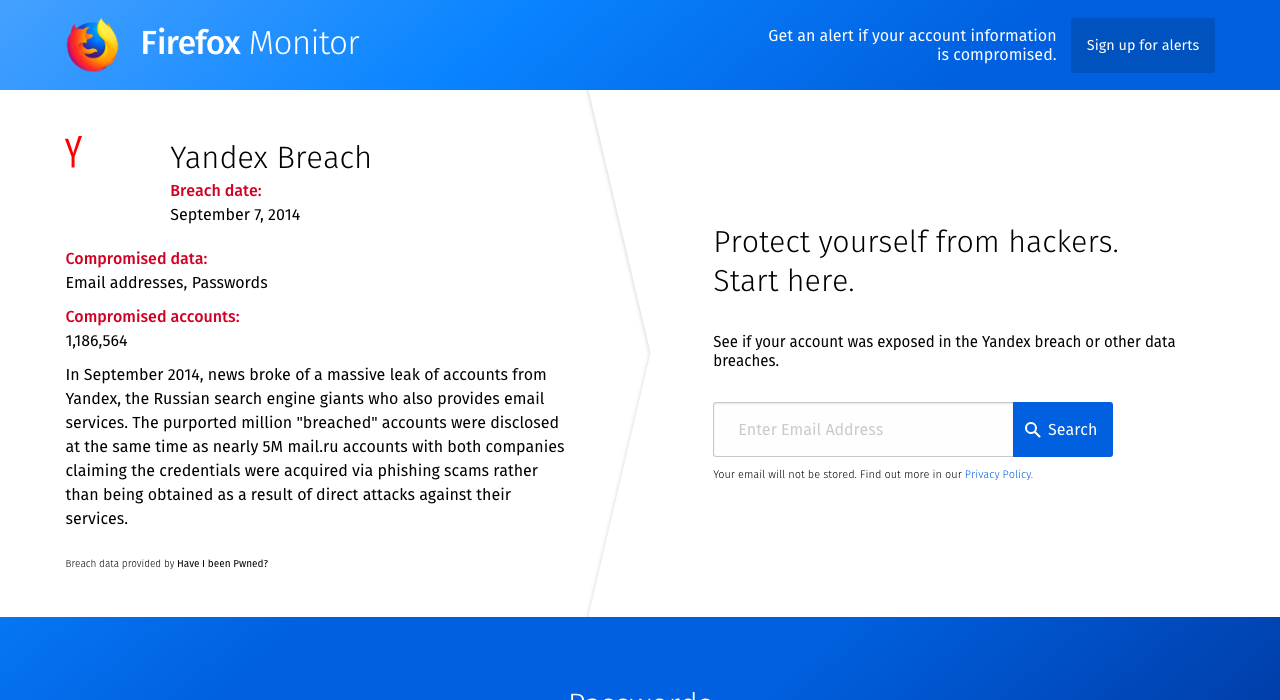 Firefox Monitor
Get an alert if your account information
is compromised.
Sign up for alerts
Y
Yandex Breach
Breach date:
September 7, 2014
Compromised data:
Email addresses, Passwords
Compromised accounts:
1,186,564
In September 2014, news broke of a massive leak of accounts from
Yandex, the Russian search engine giants who also provides email
services. The purported million "breached" accounts were disclosed
at the same time as nearly 5M mail.ru accounts with both companies
claiming the credentials were acquired via phishing scams rather
than being obtained as a result of direct attacks against their
services.
Breach data provided by Have I been Pwned?
Protect yourself from hackers.
Start here.
See if your account was exposed in the Yandex breach or other data
breaches.
Enter Email Address
Search
Your email will not be stored. Find out more in our Privacy Policy.
Passwords